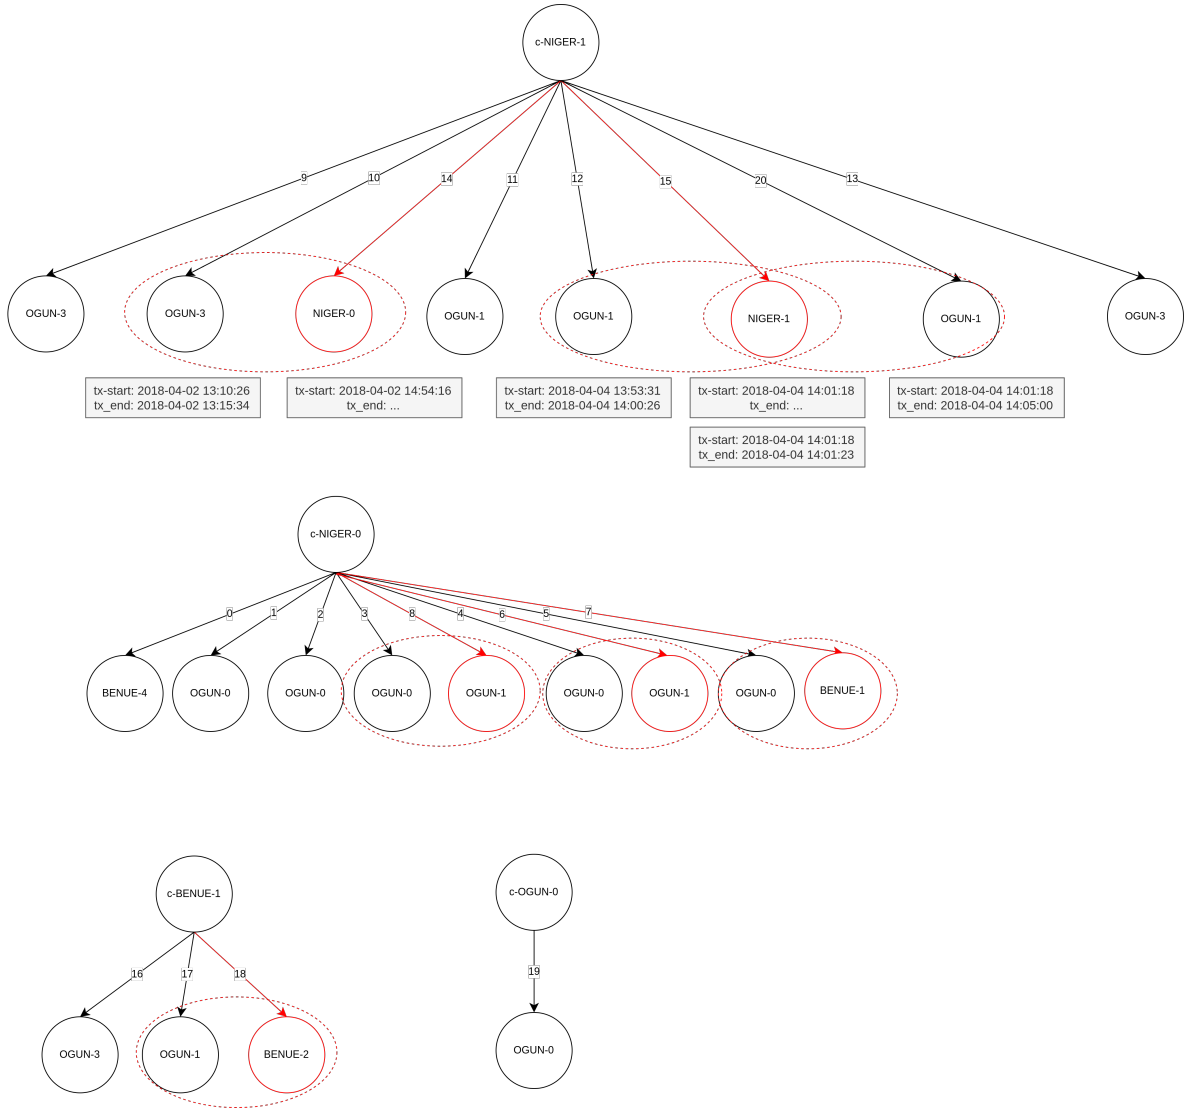 c-NIGER-1
9
10
14
11
12
15
20
13
OGUN-3
OGUN-3
NIGER-0
OGUN-1
OGUN-1
NIGER-1
OGUN-1
OGUN-3
tx-start: 2018-04-02 13:10:26
tx_end: 2018-04-02 13:15:34
tx-start: 2018-04-02 14:54:16
tx_end: ...
tx-start: 2018-04-04 13:53:31
tx_end: 2018-04-04 14:00:26
tx-start: 2018-04-04 14:01:18
tx_end: ...
tx-start: 2018-04-04 14:01:18
tx_end: 2018-04-04 14:05:00
tx-start: 2018-04-04 14:01:18
tx_end: 2018-04-04 14:01:23
c-NIGER-0
0
1
2
3
8
4
6
5
7
BENUE-4
OGUN-0
OGUN-0
OGUN-0
OGUN-1
OGUN-0
OGUN-1
OGUN-0
BENUE-1
c-BENUE-1
c-OGUN-0
16
17
18
19
OGUN-3
OGUN-1
BENUE-2
OGUN-0